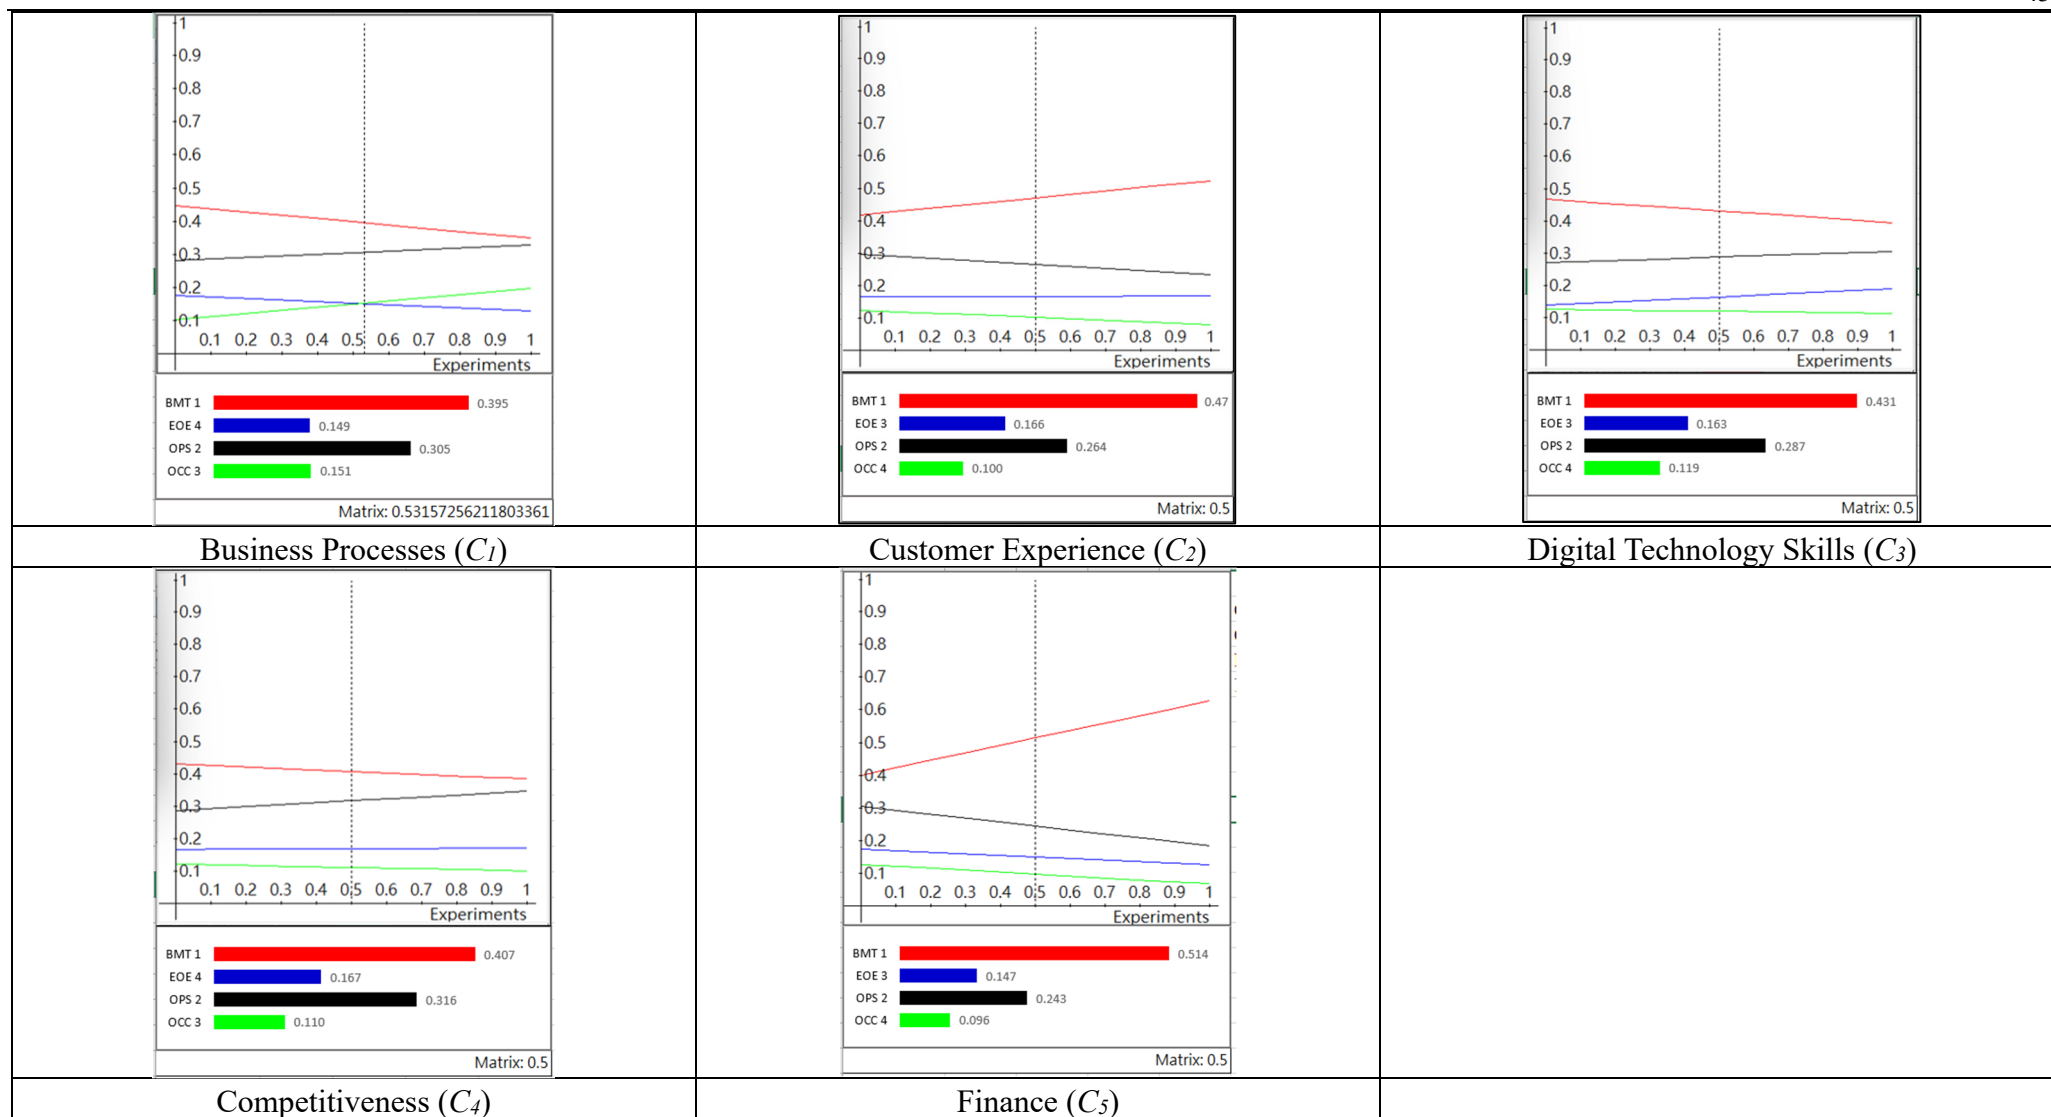 1
0.9
0.8
0.7
0.6
0.5
0.4
0.3
0.2
0.1
0.1 0.2 0.3 0.4 0.5 0.6 0.7 0.8 0.9 1
Experiments
BMT 1 0.395
EOE 4 0.149
OPS 2 0.305
OCC 3 0.151
Matrix: 0.53157256211803361
Business Processes (C1)
1
0.9
0.8
0.7
0.6
0.5
0.4
0.3
0.2
0.1
0.1 0.2 0.3 0.4 0.5 0.6 0.7 0.8 0.9 1
Experiments
BMT 1 0.47
EOE 3 0.166
OPS 2 0.264
OCC 4 0.100
Matrix: 0.5
Customer Experience (C2)
1
0.9
0.8
0.7
0.6
0.5
0.4
0.3
0.2
0.1
0.1 0.2 0.3 0.4 0.5 0.6 0.7 0.8 0.9 1
Experiments
BMT 1 0.431
EOE 3 0.163
OPS 2 0.287
OCC 4 0.119
Matrix: 0.5
Digital Technology Skills (C3)
1
0.9
0.8
0.7
0.6
0.5
0.4
0.3
0.2
0.1
0.1 0.2 0.3 0.4 0.5 0.6 0.7 0.8 0.9 1
Experiments
BMT 1 0.407
EOE 4 0.167
OPS 2 0.316
OCC 3 0.110
Matrix: 0.5
Competitiveness (C4)
1
0.9
0.8
0.7
0.6
0.5
0.4
0.3
0.2
0.1
0.1 0.2 0.3 0.4 0.5 0.6 0.7 0.8 0.9 1
Experiments
BMT 1 0.514
EOE 3 0.147
OPS 2 0.243
OCC 4 0.096
Matrix: 0.5
Finance (C5)